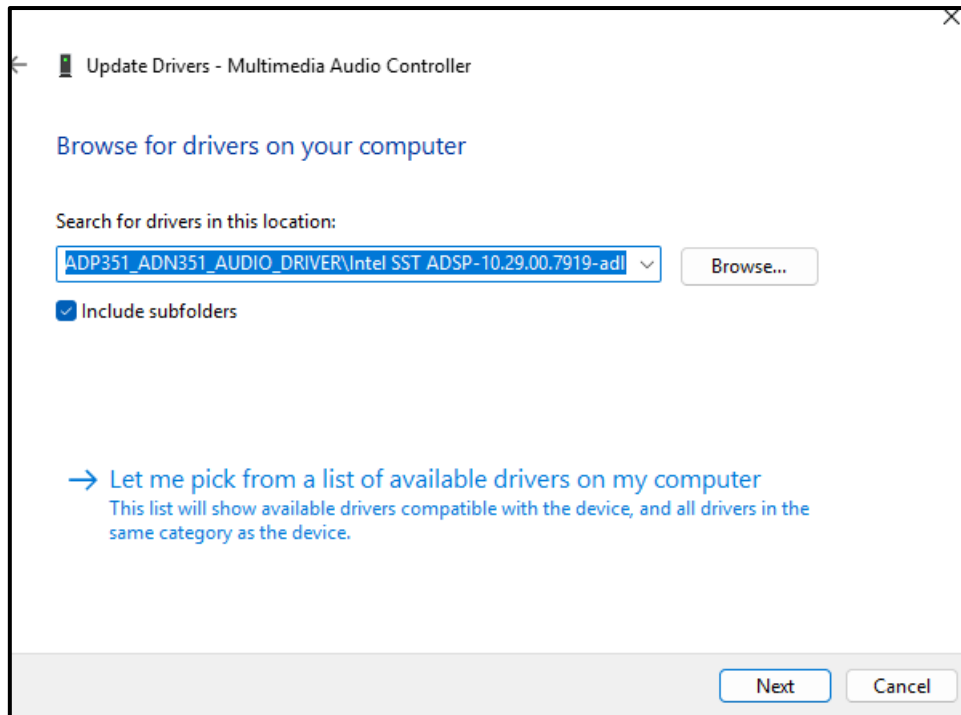 Update Drivers - Multimedia Audio Controller
Browse for drivers on your computer
Search for drivers in this location:
ADP351_ADN351_AUDIO_DRIVER\Intel SST ADSP-10.29.00.7919-adl
Browse...
Include subfolders
Let me pick from a list of available drivers on my computer
This list will show available drivers compatible with the device, and all drivers in the
same category as the device.
Next
Cancel